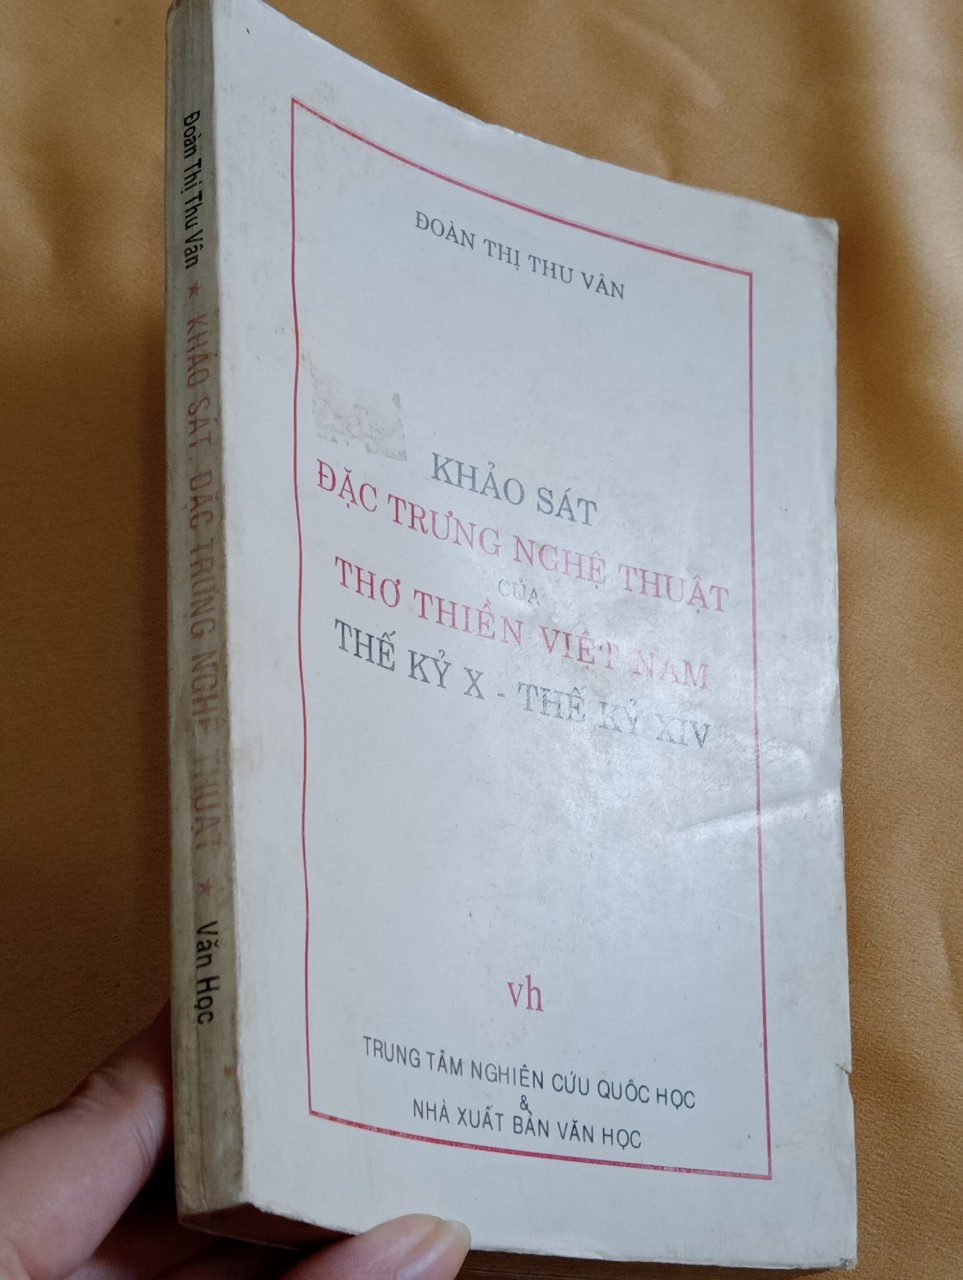 Đoàn Thị Thu Vân ★ KHẢO SÁT ĐẶC TRƯNG NGHỆ THUẬT ★ Văn Học
ĐOÀN THỊ THU VÂN
KHẢO SÁT
ĐẶC TRƯNG NGHỆ THUẬT
CỦA
THƠ THIỀN VIỆT NAM
THẾ KỶ X - THẾ KỶ XIV
vh
TRUNG TÂM NGHIÊN CỨU QUỐC HỌC
&
NHÀ XUẤT BẢN VĂN HỌC